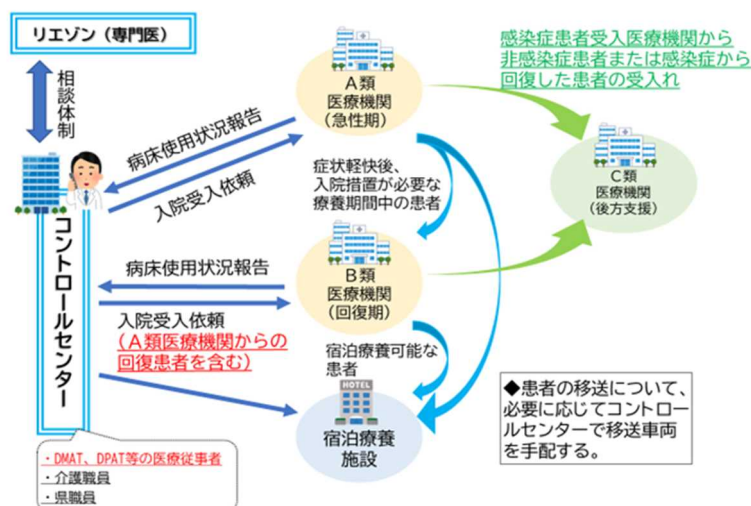 リエゾン（専門医）
相談体制
コントロールセンター
・DMAT、DPAT等の医療従事者
・介護職員
・県職員
病床使用状況報告
入院受入依頼
A類
医療機関
（急性期）
症状軽快後、
入院措置が必要な
療養期間中の患者
病床使用状況報告
入院受入依頼
（A類医療機関からの
回復患者を含む）
B類
医療機関
（回復期）
宿泊療養可能な
患者
HOTEL
宿泊療養
施設
感染症患者受入医療機関から
非感染症患者または感染症から
回復した患者の受入れ
C類
医療機関
（後方支援）
◆患者の移送について、
必要に応じてコントロー
ルセンターで移送車両
を手配する。